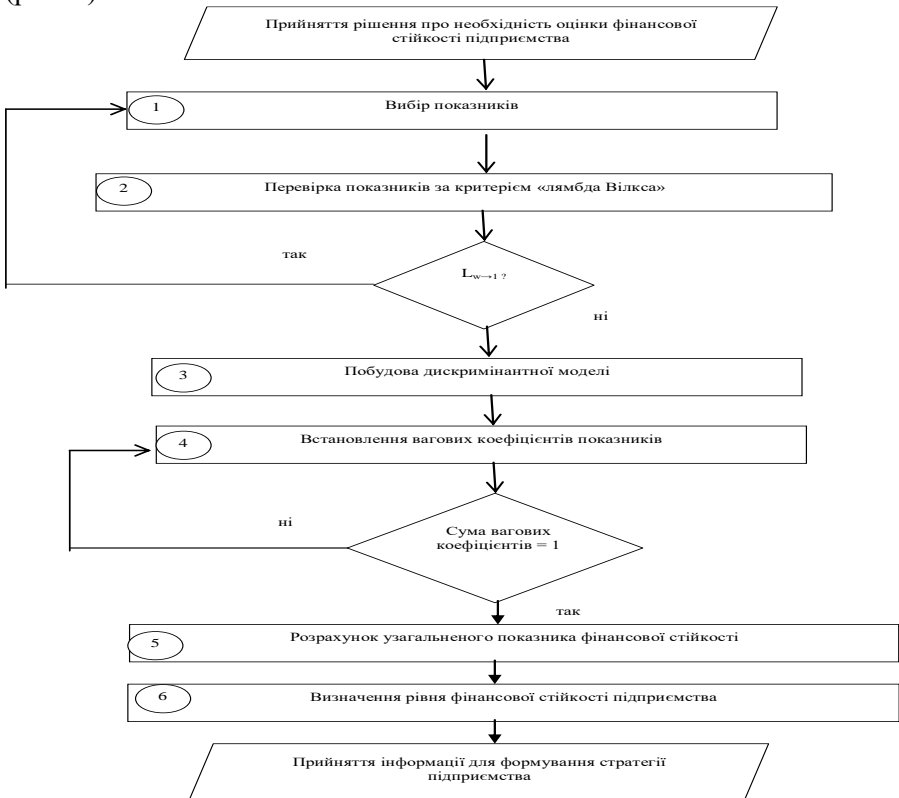 Прийняття рішення про необхідність оцінки фінансової
стійкості підприємства
1 Вибір показників
2 Перевірка показників за критерієм «лямбда Вілкса»
так
L w→1 ?
ні
3 Побудова дискримінантної моделі
4 Встановлення вагових коефіцієнтів показників
ні
Сума вагових
коефіцієнтів = 1
так
5 Розрахунок узагальненого показника фінансової стійкості
6 Визначення рівня фінансової стійкості підприємства
Прийняття інформації для формування стратегії
підприємства